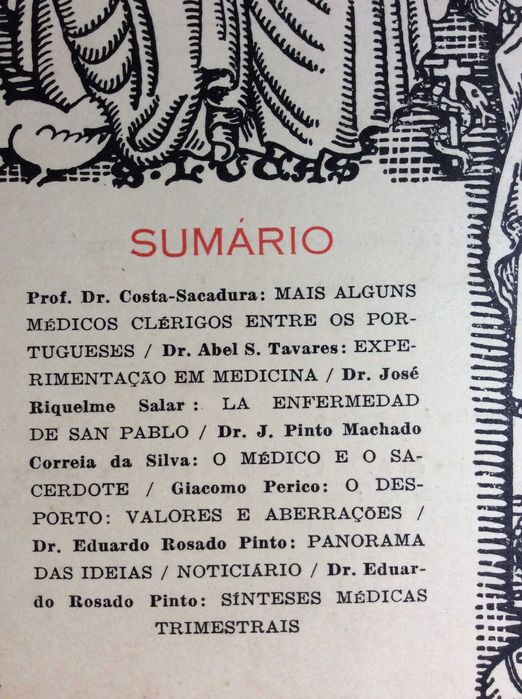 S. LUCAS
SUMÁRIO
Prof. Dr. Costa-Sacadura: MAIS ALGUNS
MÉDICOS CLÉRIGOS ENTRE OS POR-
TUGUESES / Dr. Abel S. Tavares: EXPE-
RIMENTAÇÃO EM MEDICINA / Dr. José
Riquelme Salar : LA ENFERMEDAD
DE SAN PABLO / Dr. J. Pinto Machado
Correia da Silva: O MÉDICO E O SA-
CERDOTE / Giacomo Perico: O DES-
PORTO: VALORES E ABERRAÇÕES /
Dr. Eduardo Rosado Pinto: PANORAMA
DAS IDEIAS / NOTICIÁRIO / Dr. Eduar-
do Rosado Pinto: SÍNTESES MÉDICAS
TRIMESTRAIS